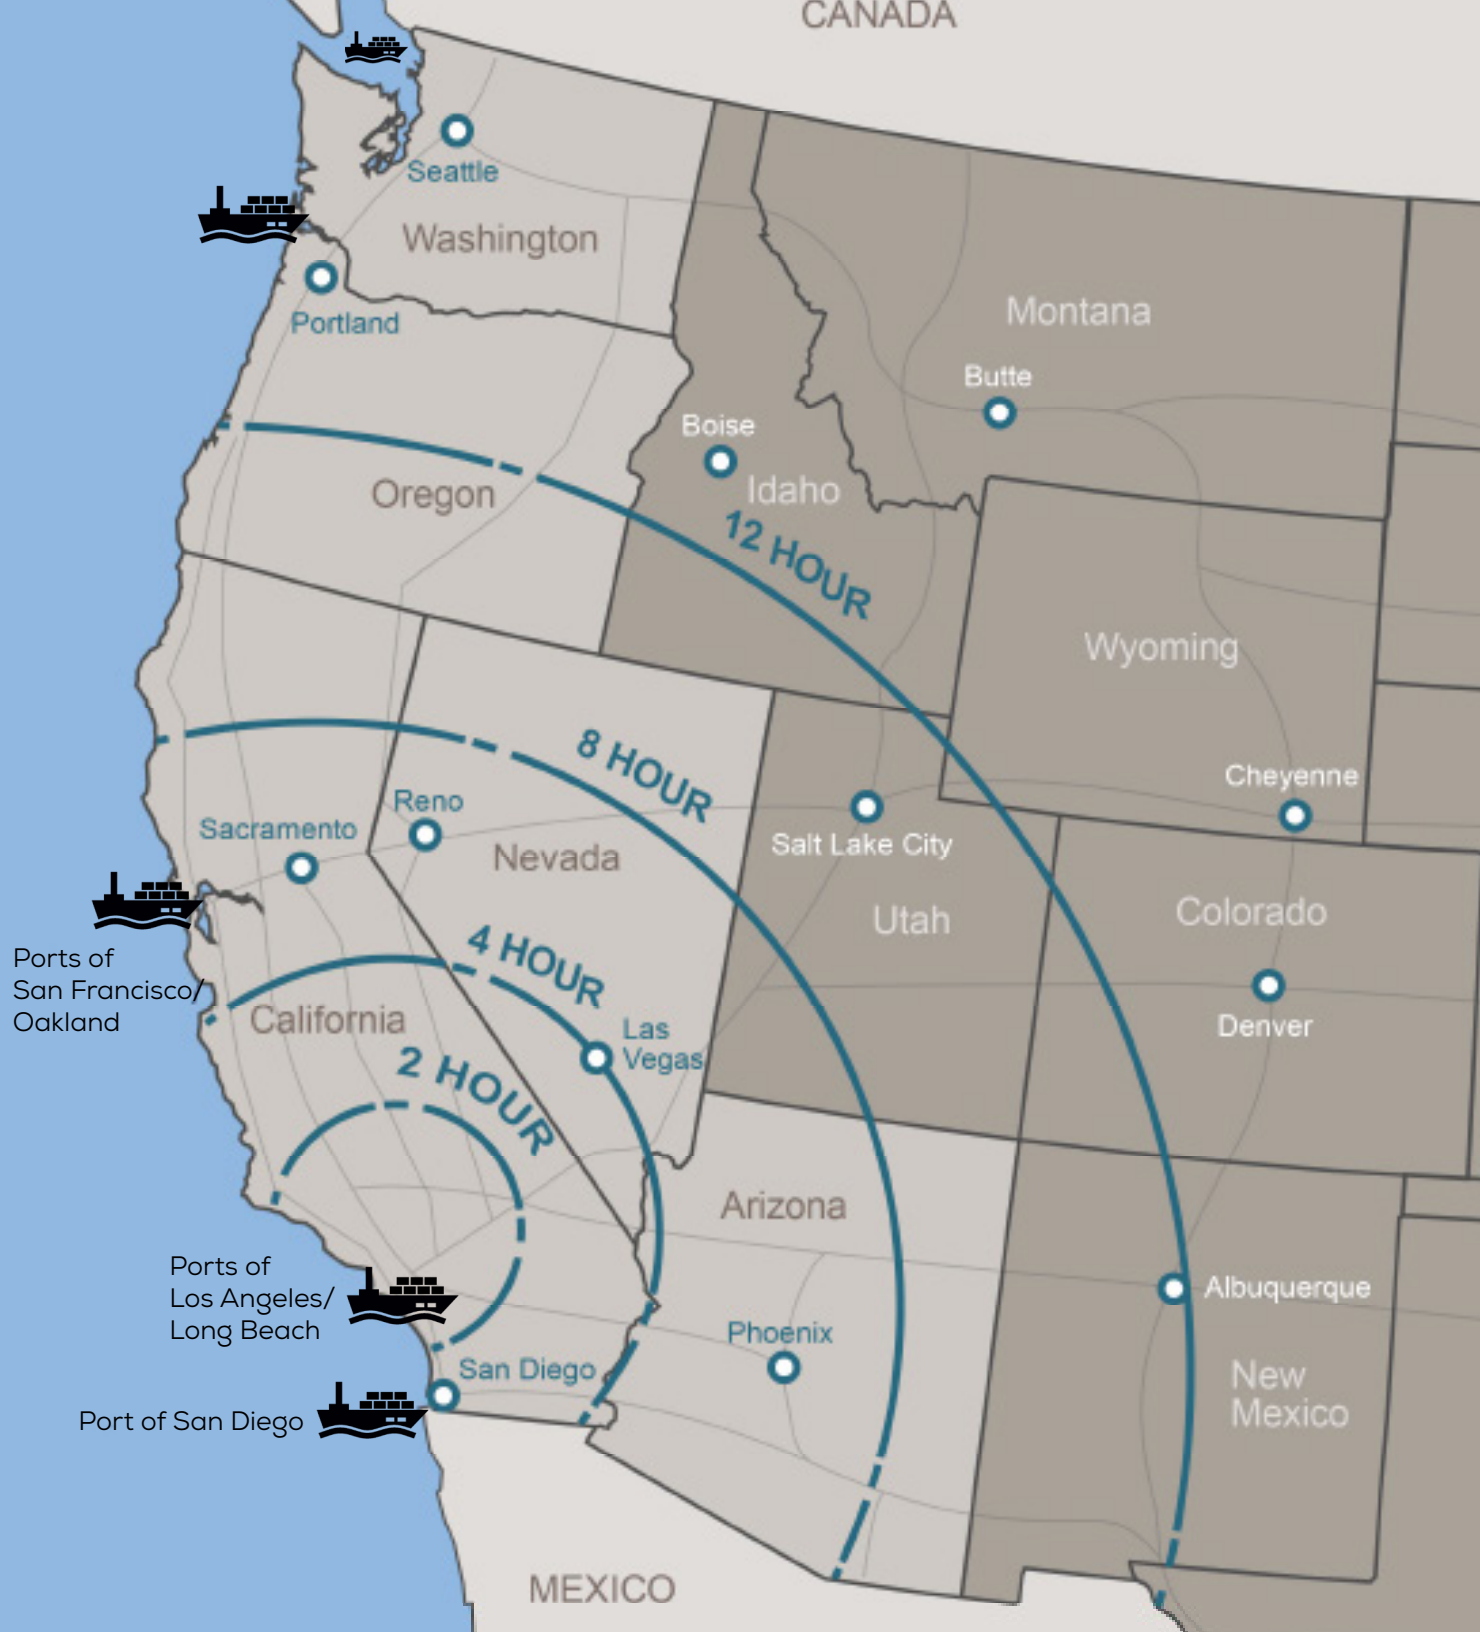 CANADA
Seattle
Washington
Portland
Montana
Butte
Boise
Idaho
Oregon
12 HOUR
Wyoming
8 HOUR
Cheyenne
Reno
Sacramento
Salt Lake City
Nevada
Colorado
Utah
4 HOUR
Ports of
San Francisco/
Oakland
California
Las
Vegas
Denver
2 HOUR
Arizona
Ports of
Los Angeles/
Long Beach
Albuquerque
Phoenix
San Diego
New
Mexico
Port of San Diego
MEXICO